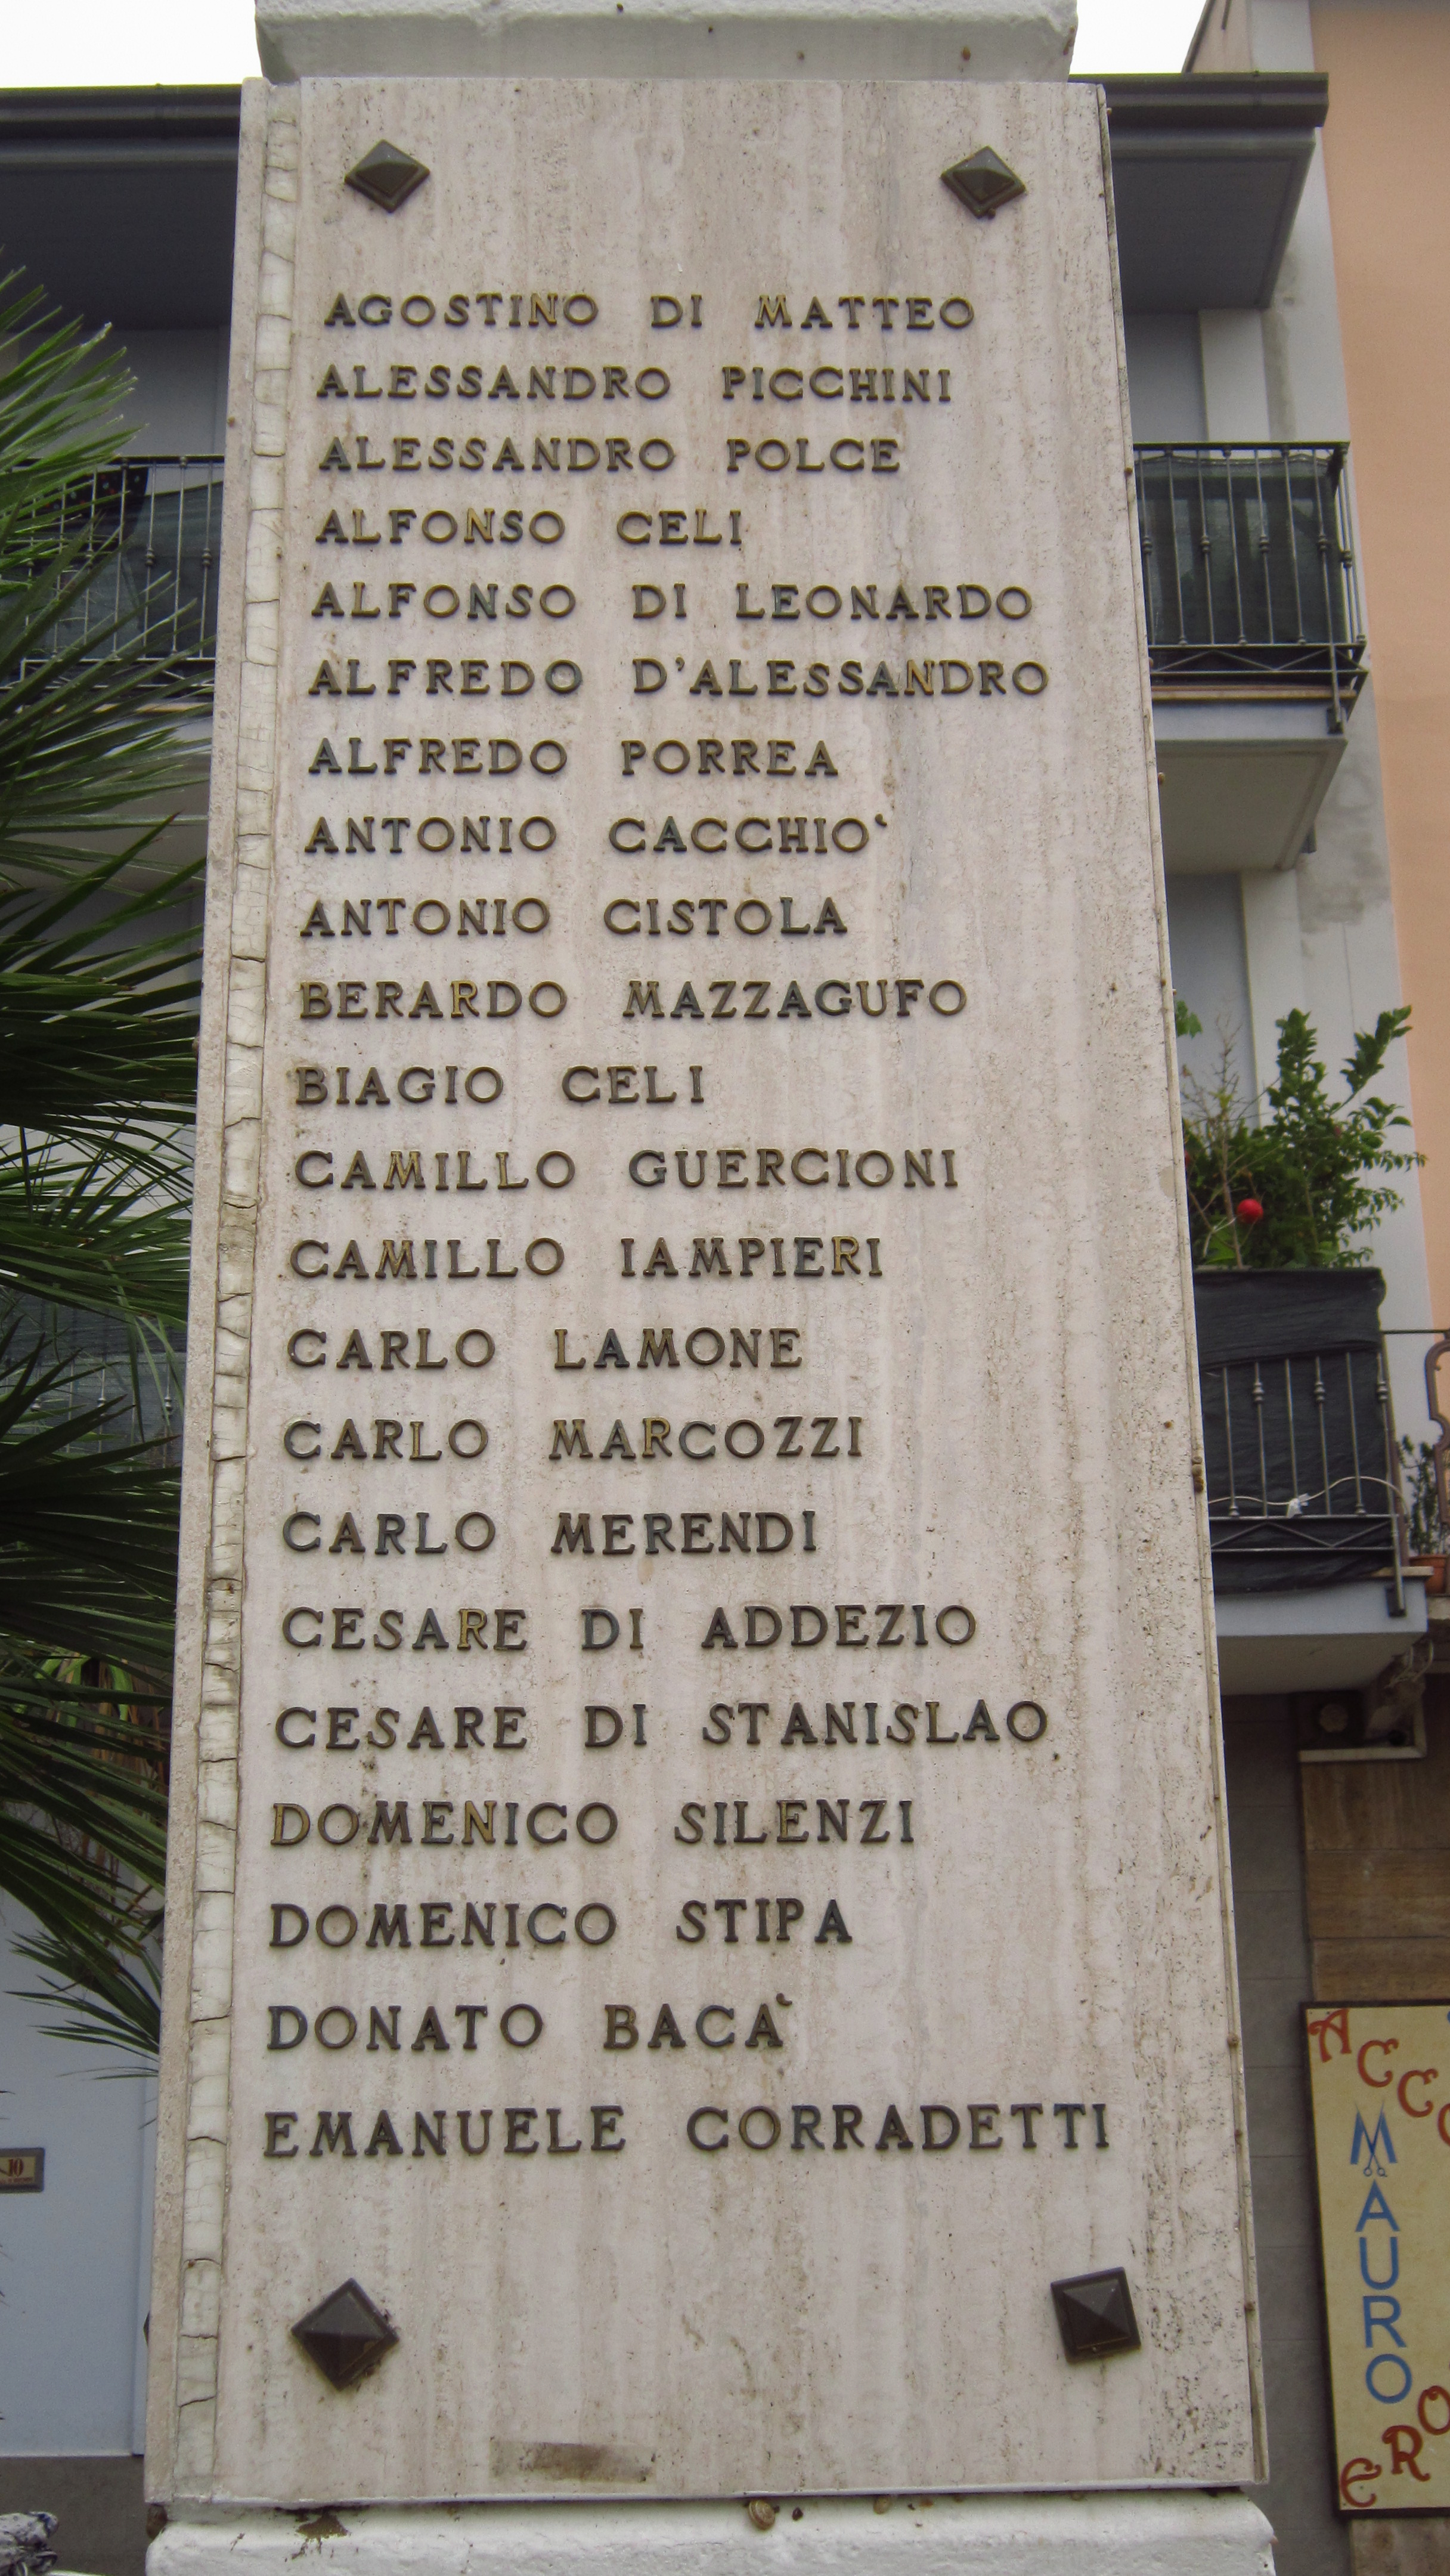 AGOSTINO DI MATTEO
ALESSANDRO PICCHINI
ALESSANDRO POLCE
ALFONSO CELI
ALFONSO DI LEONARDO
ALFREDO D'ALESSANDRO
ALFREDO PORREA
ANTONIO CACCHIO'
ANTONIO CISTOLA
BERARDO MAZZAGUFO
BIAGIO CELI
CAMILLO GUERCIONI
CAMILLO IAMPIERI
CARLO LAMONE
CARLO MARCOZZI
CARLO MERENDI
CESARE DI ADDEZIO
CESARE DI STANISLAO
DOMENICO SILENZI
DOMENICO STIPA
DONATO BACA'
EMANUELE CORRADETTI
10
MAURO